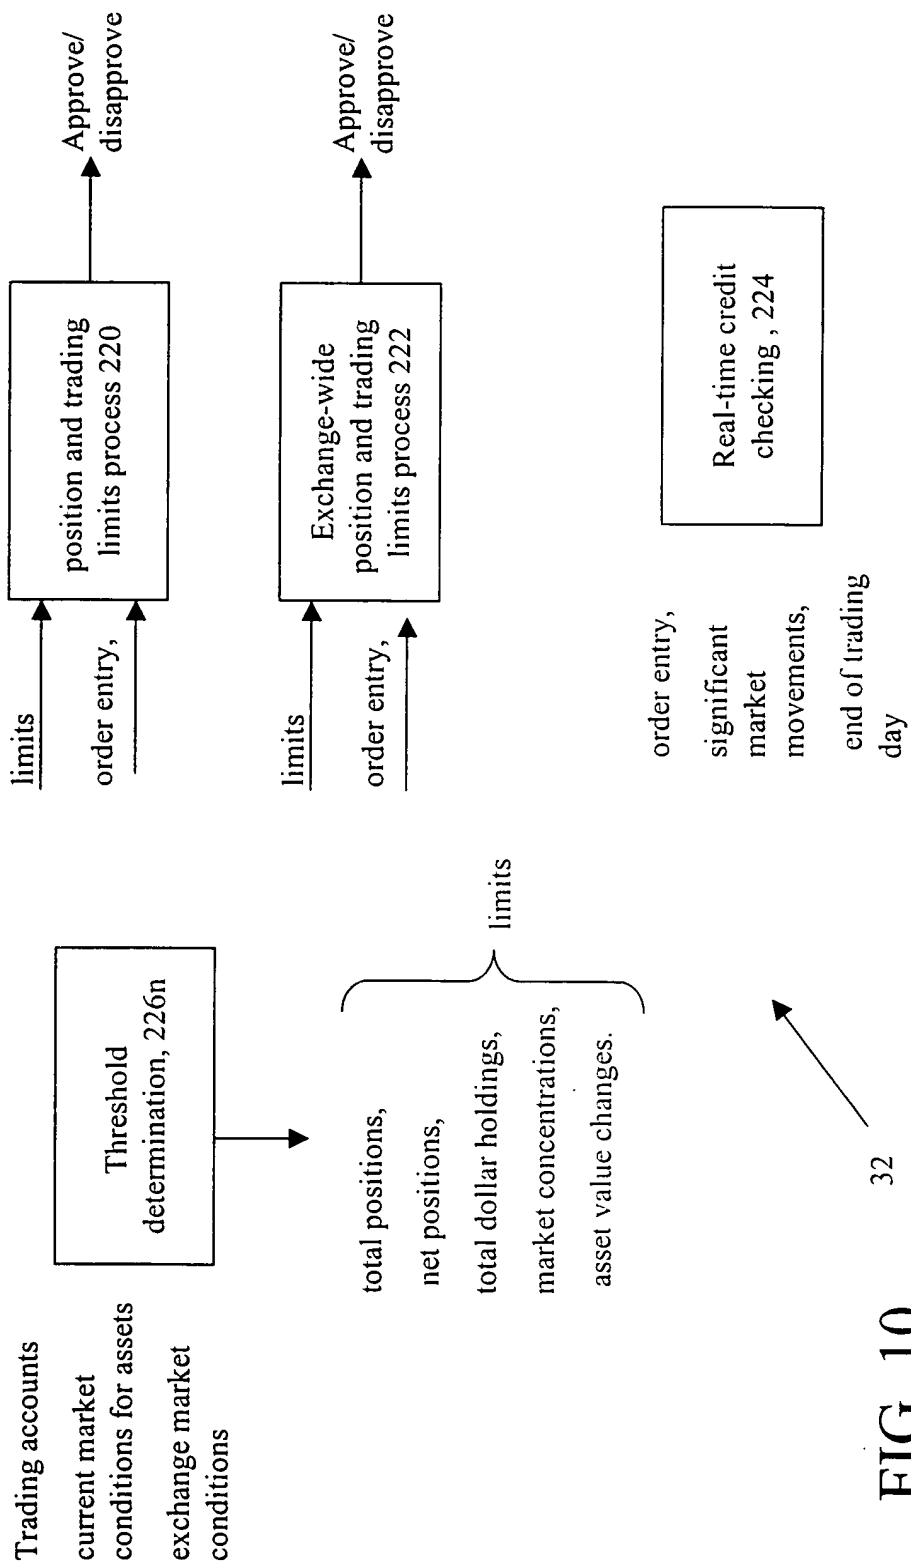 Trading accounts
current market
conditions for assets
exchange market
conditions
Threshold
determination, 226n
total positions,
net positions,
total dollar holdings,
market concentrations,
asset value changes.
limits
32
limits
order entry,
position and trading
limits process 220
Approve/
disapprove
limits
order entry,
Exchange-wide
position and trading
limits process 222
Approve/
disapprove
order entry,
significant
market
movements,
end of trading
day
Real-time credit
checking , 224
FIG. 10